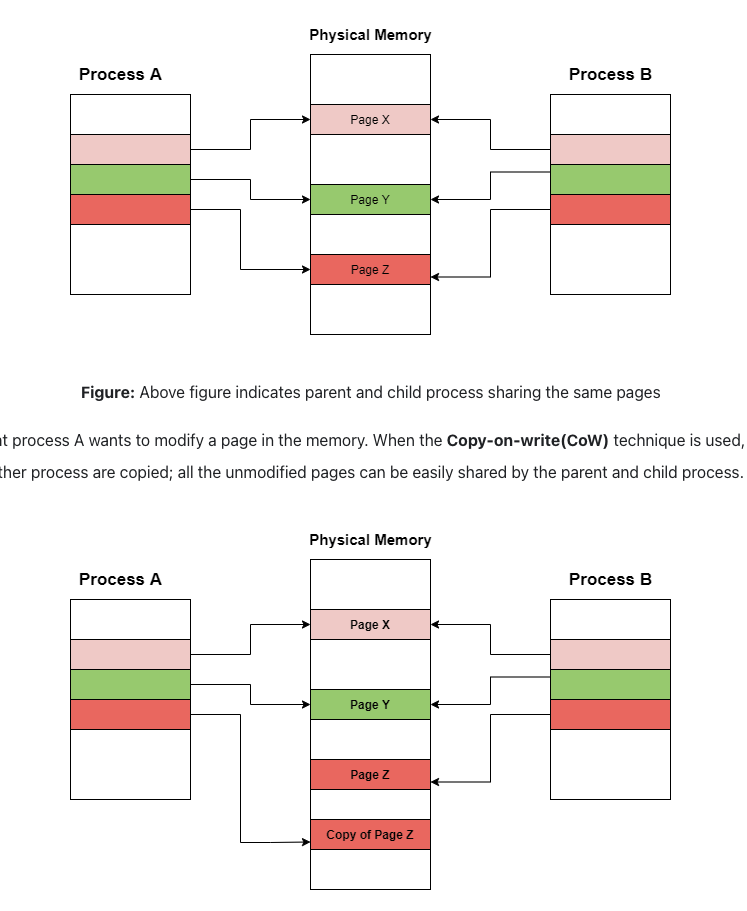 Physical Memory
Process A
Process B
Page X
Page Y
Page Z
Figure: Above figure indicates parent and child process sharing the same pages
process A wants to modify a page in the memory. When the Copy-on-write(CoW) technique is used,
process are copied; all the unmodified pages can be easily shared by the parent and child process.
Physical Memory
Process A
Process B
Page X
Page Y
Page Z
Copy of Page Z